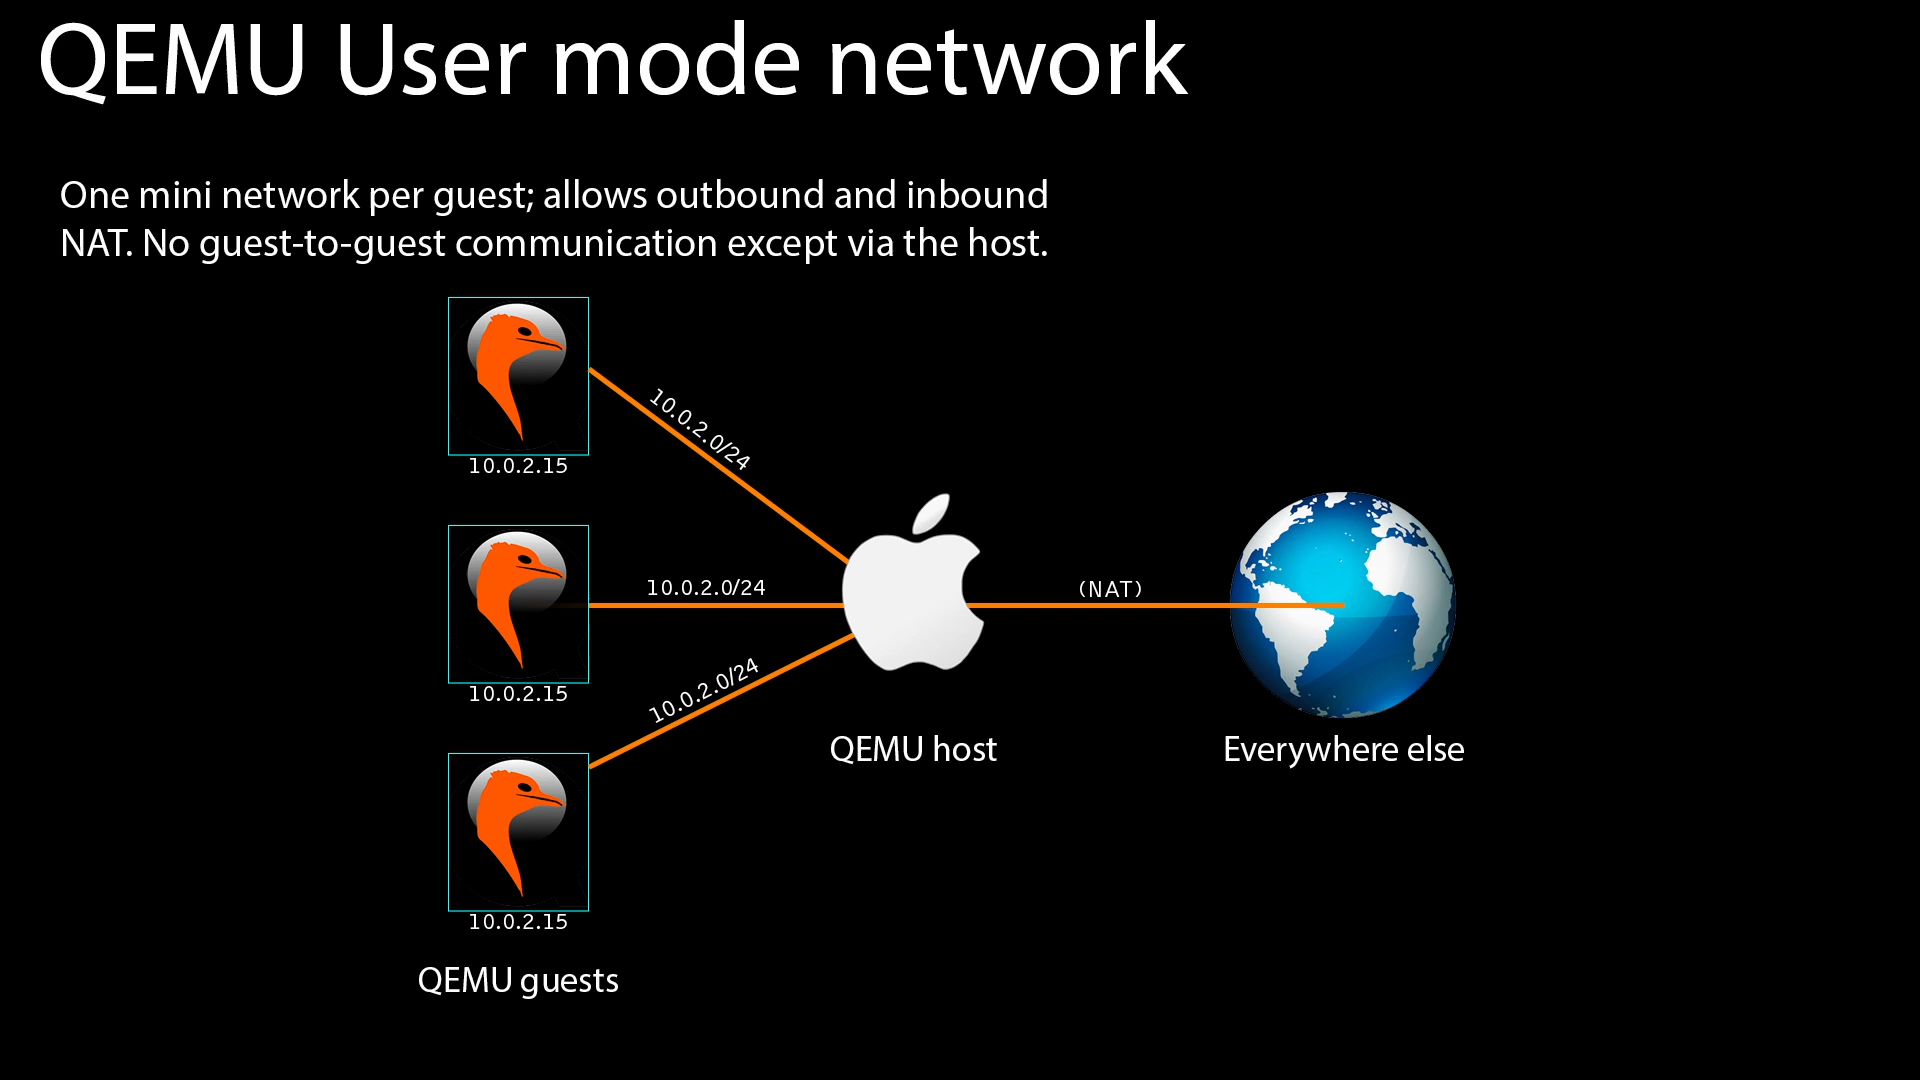 QEMU User mode network
One mini network per guest; allows outbound and inbound
NAT. No guest-to-guest communication except via the host.
10.0.2.0/24
10.0.2.15
10.0.2.0/24
(NAT)
10.0.2.15
10.0.2.0/24
QEMU host
Everywhere else
10.0.2.15
QEMU guests